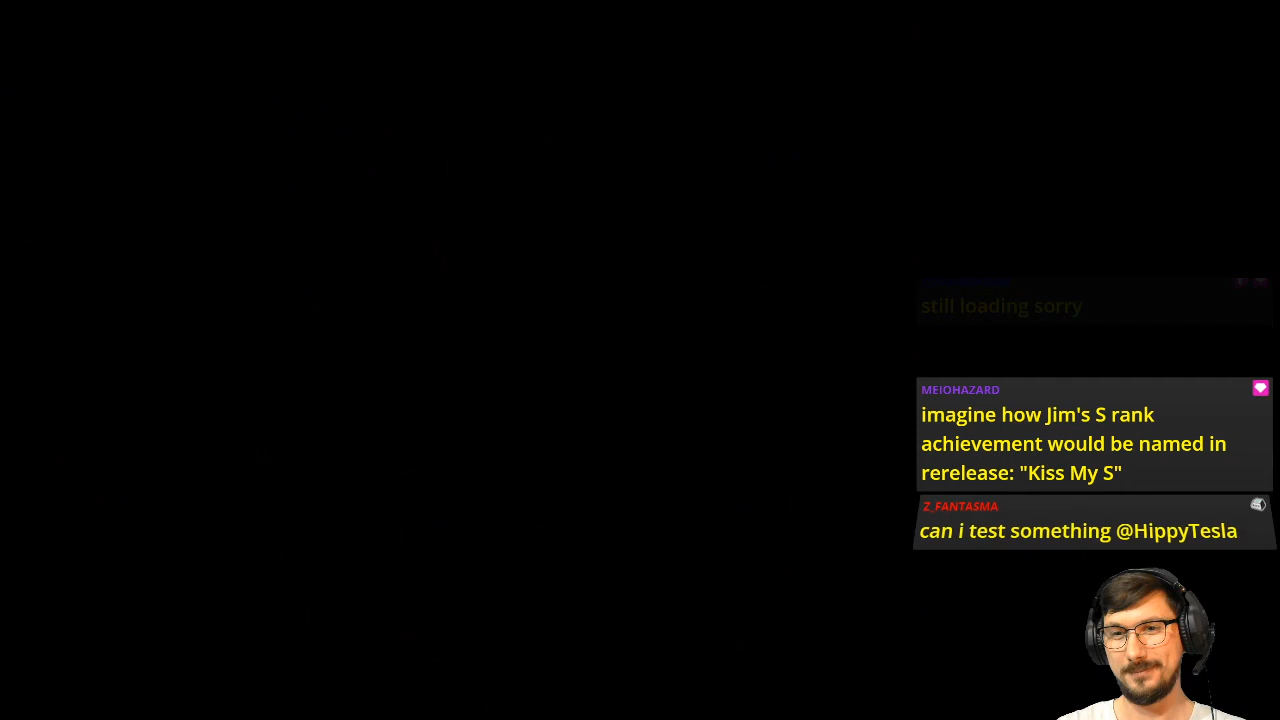 still loading sorry
MEIOHAZARD
imagine how Jim's S rank
achievement would be named in
rerelease: "Kiss My S"
Z_FANTASMA
can i test something @HippyTesla